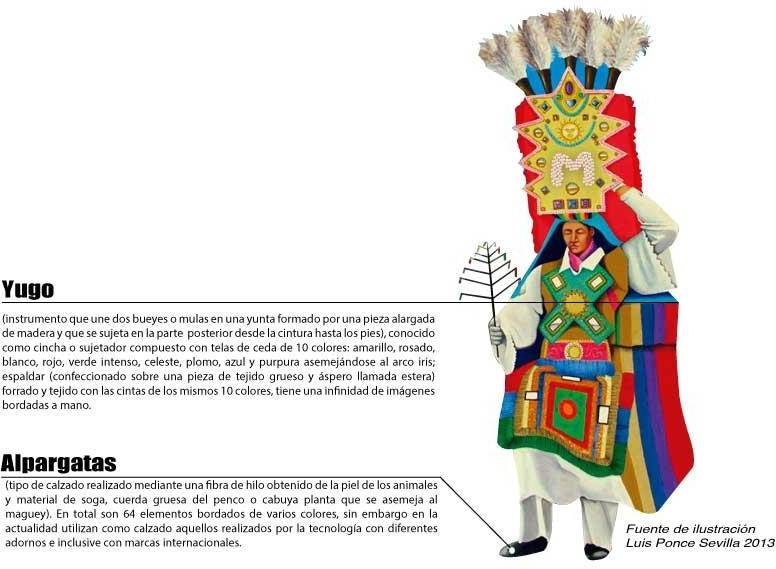 M
Yugo
(instrumento que une dos bueyes o mulas en una yunta formado por una pieza alargada
de madera y que se sujeta en la parte posterior desde la cintura hasta los pies), conocido
como cincha o sujetador compuesto con telas de ceda de 10 colores: amarillo, rosado,
blanco, rojo, verde intenso, celeste, plomo, azul y purpura asemejándose al arco iris;
espaldar (confeccionado sobre una pieza de tejido grueso y áspero llamada estera)
forrado y tejido con las cintas de los mismos 10 colores, tiene una infinidad de imágenes
bordadas a mano.
Alpargatas
(tipo de calzado realizado mediante una fibra de hilo obtenido de la piel de los animales
y material de soga, cuerda gruesa del penco o cabuya planta que se asemeja al
maguey). En total son 64 elementos bordados de varios colores, sin embargo en la
actualidad utilizan como calzado aquellos realizados por la tecnología con diferentes
adornos e inclusive con marcas internacionales.
Fuente de ilustración
Luis Ponce Sevilla 2013